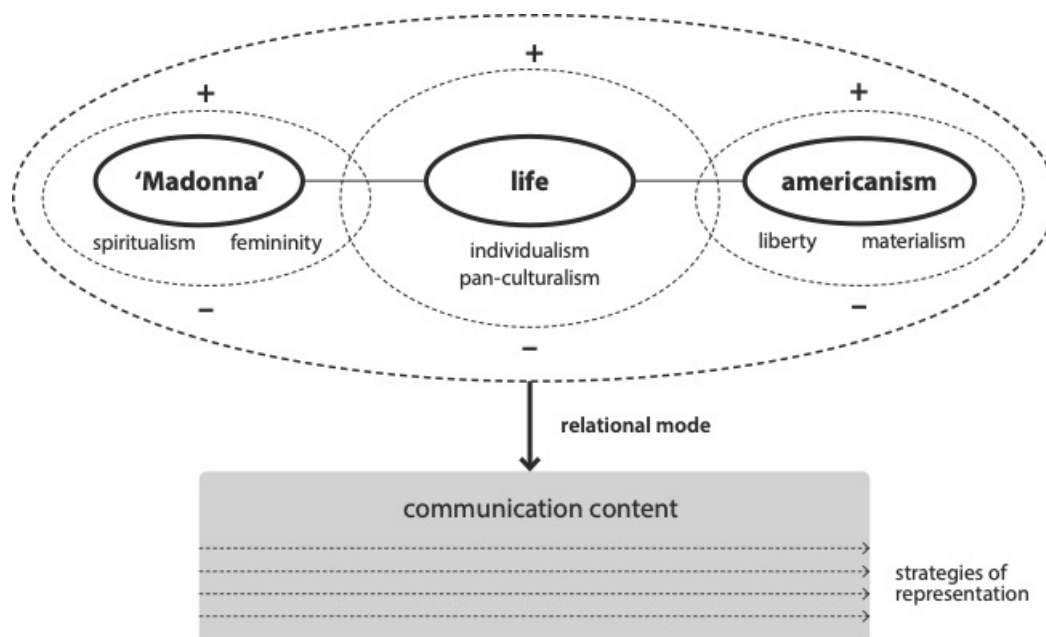 +
+
+
‘Madonna’
life
americanism
spiritualism
femininity
individualism
pan-culturalism
liberty
materialism
–
–
–
relational mode
communication content
strategies of
representation